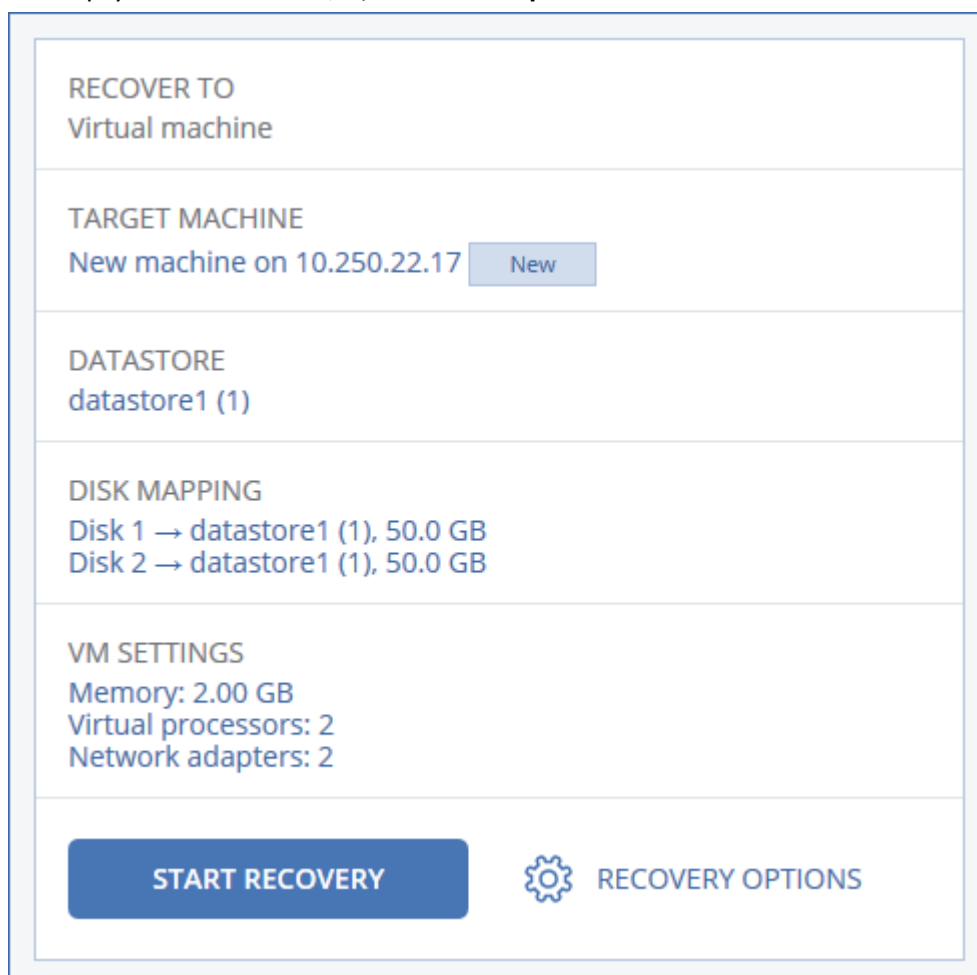 RECOVER TO
Virtual machine
TARGET MACHINE
New machine on 10.250.22.17 New
DATASTORE
datastore1 (1)
DISK MAPPING
Disk 1 → datastore1 (1), 50.0 GB
Disk 2 → datastore1 (1), 50.0 GB
VM SETTINGS
Memory: 2.00 GB
Virtual processors: 2
Network adapters: 2
START RECOVERY RECOVERY OPTIONS